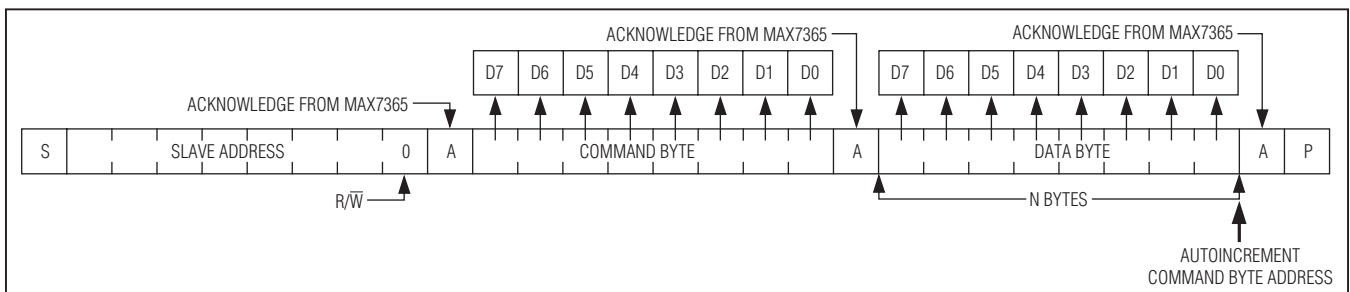 ACKNOWLEDGE FROM MAX7365
ACKNOWLEDGE FROM MAX7365
D7 D6 D5 D4 D3 D2 D1 D0
D7 D6 D5 D4 D3 D2 D1 D0
ACKNOWLEDGE FROM MAX7365
S SLAVE ADDRESS 0 A COMMAND BYTE A DATA BYTE A P
R/W̅
N BYTES
AUTOINCREMENT
COMMAND BYTE ADDRESS